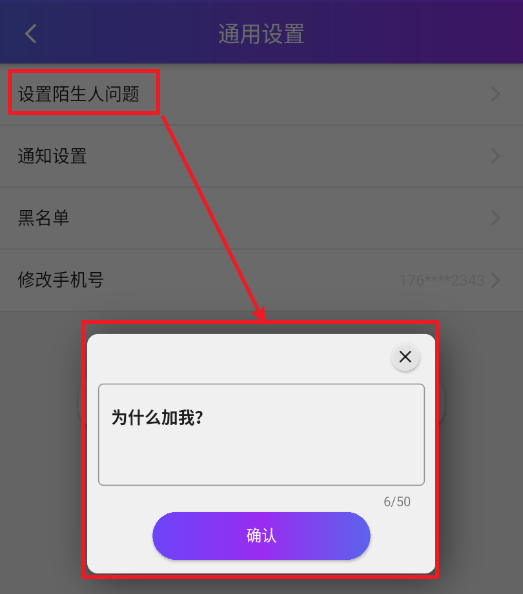 通用设置
设置陌生人问题
通知设置
黑名单
修改手机号 176****2343
为什么加我?
6/50
确认